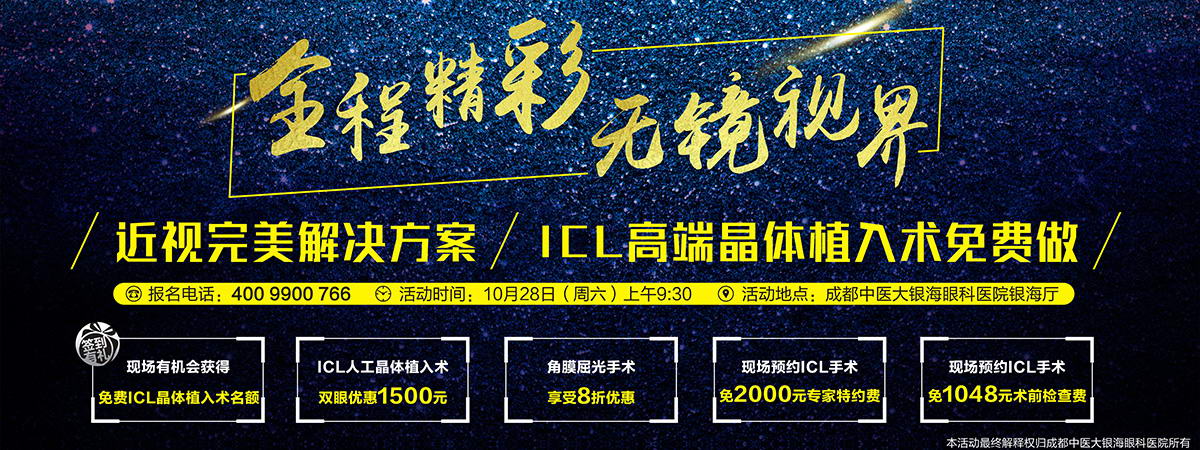 全程精彩
无镜视界
近视完美解决方案 / ICL高端晶体植入术免费做
报名电话：400 9900 766 活动时间：10月28日（周六）上午9:30 活动地点：成都中医大银海眼科医院银海厅
签到有礼
现场有机会获得
免费ICL晶体植入术名额
ICL人工晶体植入术
双眼优惠1500元
角膜屈光手术
享受8折优惠
现场预约ICL手术
免2000元专家特约费
现场预约ICL手术
免1048元术前检查费
本活动最终解释权归成都中医大银海眼科医院所有